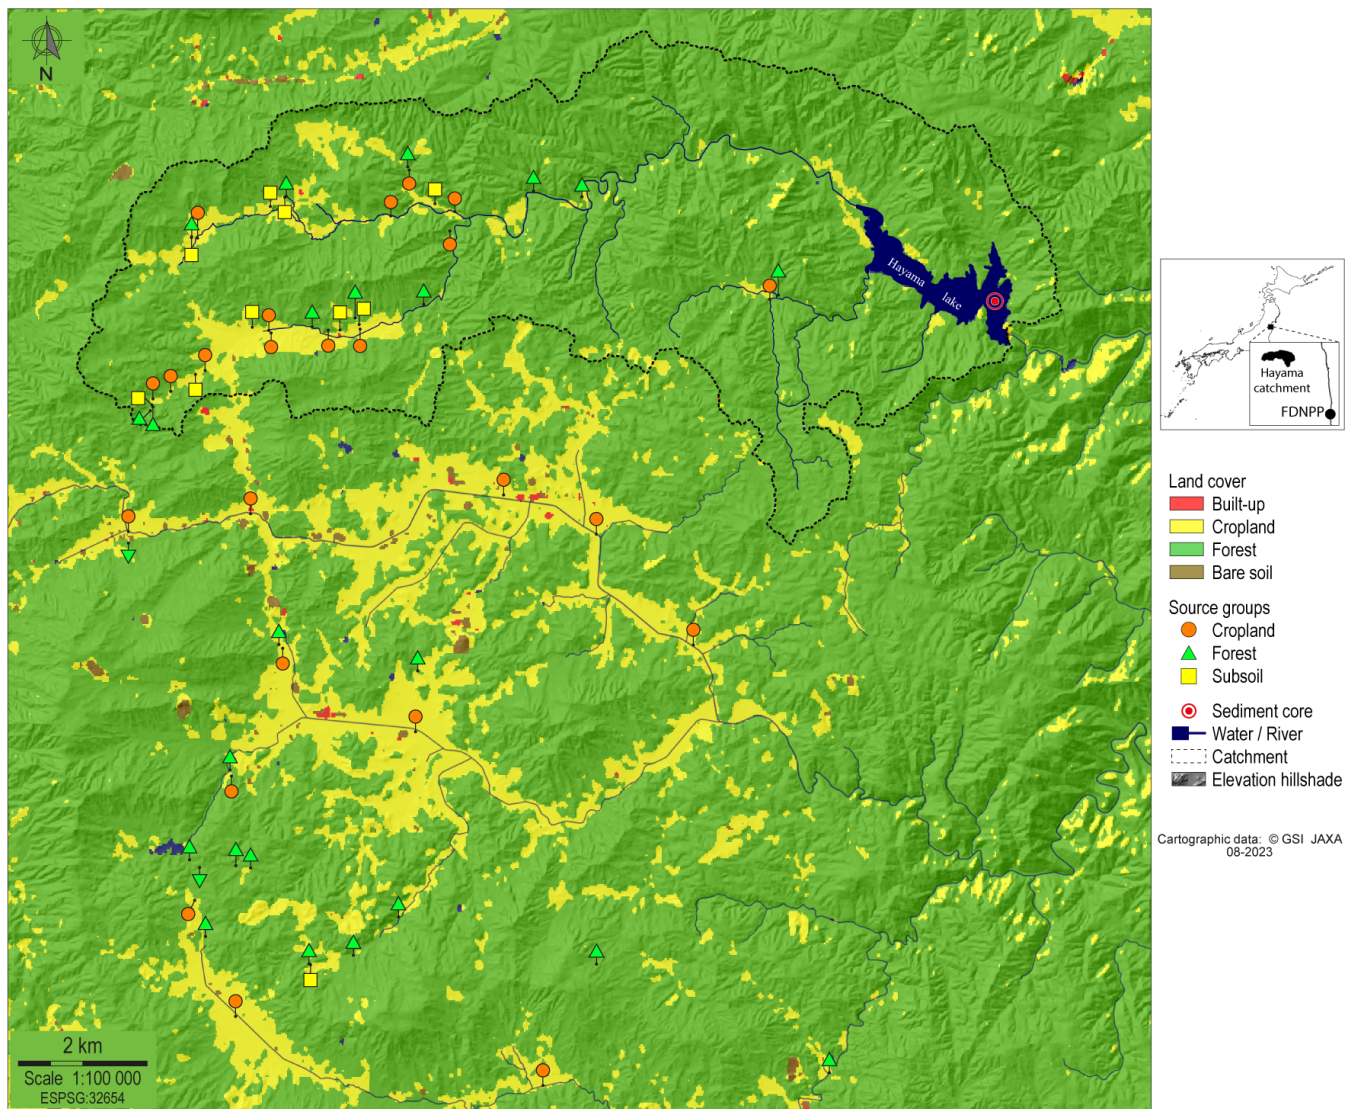 N
Hayama
lake
2 km
Scale 1:100 000
ESPSG:32654
Hayama
catchment
FDNPP
Land cover
Built-up
Cropland
Forest
Bare soil
Source groups
Cropland
Forest
Subsoil
Sediment core
Water / River
Catchment
Elevation hillshade
Cartographic data: © GSI JAXA
08-2023